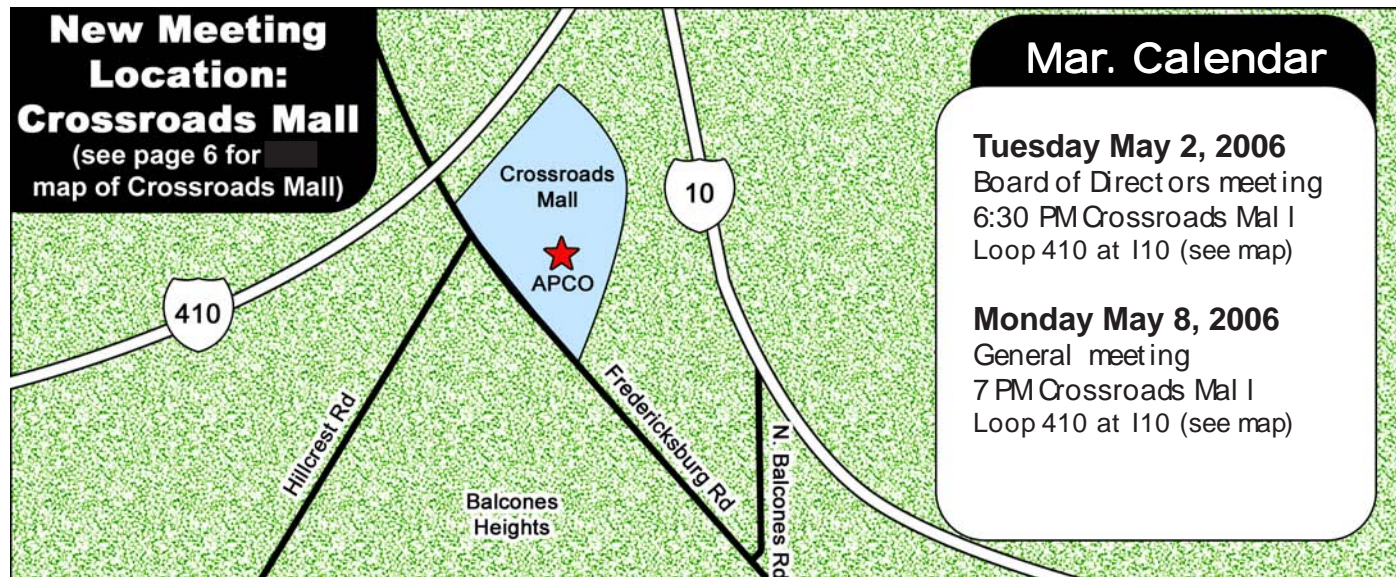 New Meeting
Location:
Crossroads Mall
(see page 6 for
map of Crossroads Mall)
Crossroads
Mall
APCO
10
410
Hillcrest Rd
Fredericksburg Rd
N. Balcones Rd
Balcones
Heights
Mar. Calendar
Tuesday May 2, 2006
Board of Directors meeting
6:30 PM Crossroads Mall
Loop 410 at I10 (see map)
Monday May 8, 2006
General meeting
7 PM Crossroads Mall
Loop 410 at I10 (see map)